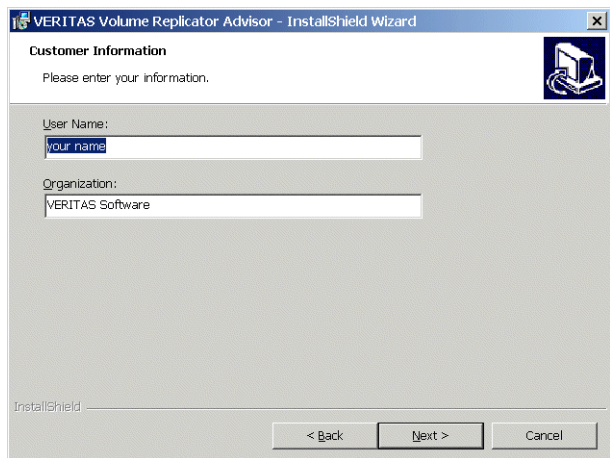 VERITAS Volume Replicator Advisor - InstallShield Wizard
Customer Information
Please enter your information.
User Name:
your name
Organization:
VERITAS Software
InstallShield
< Back Next > Cancel